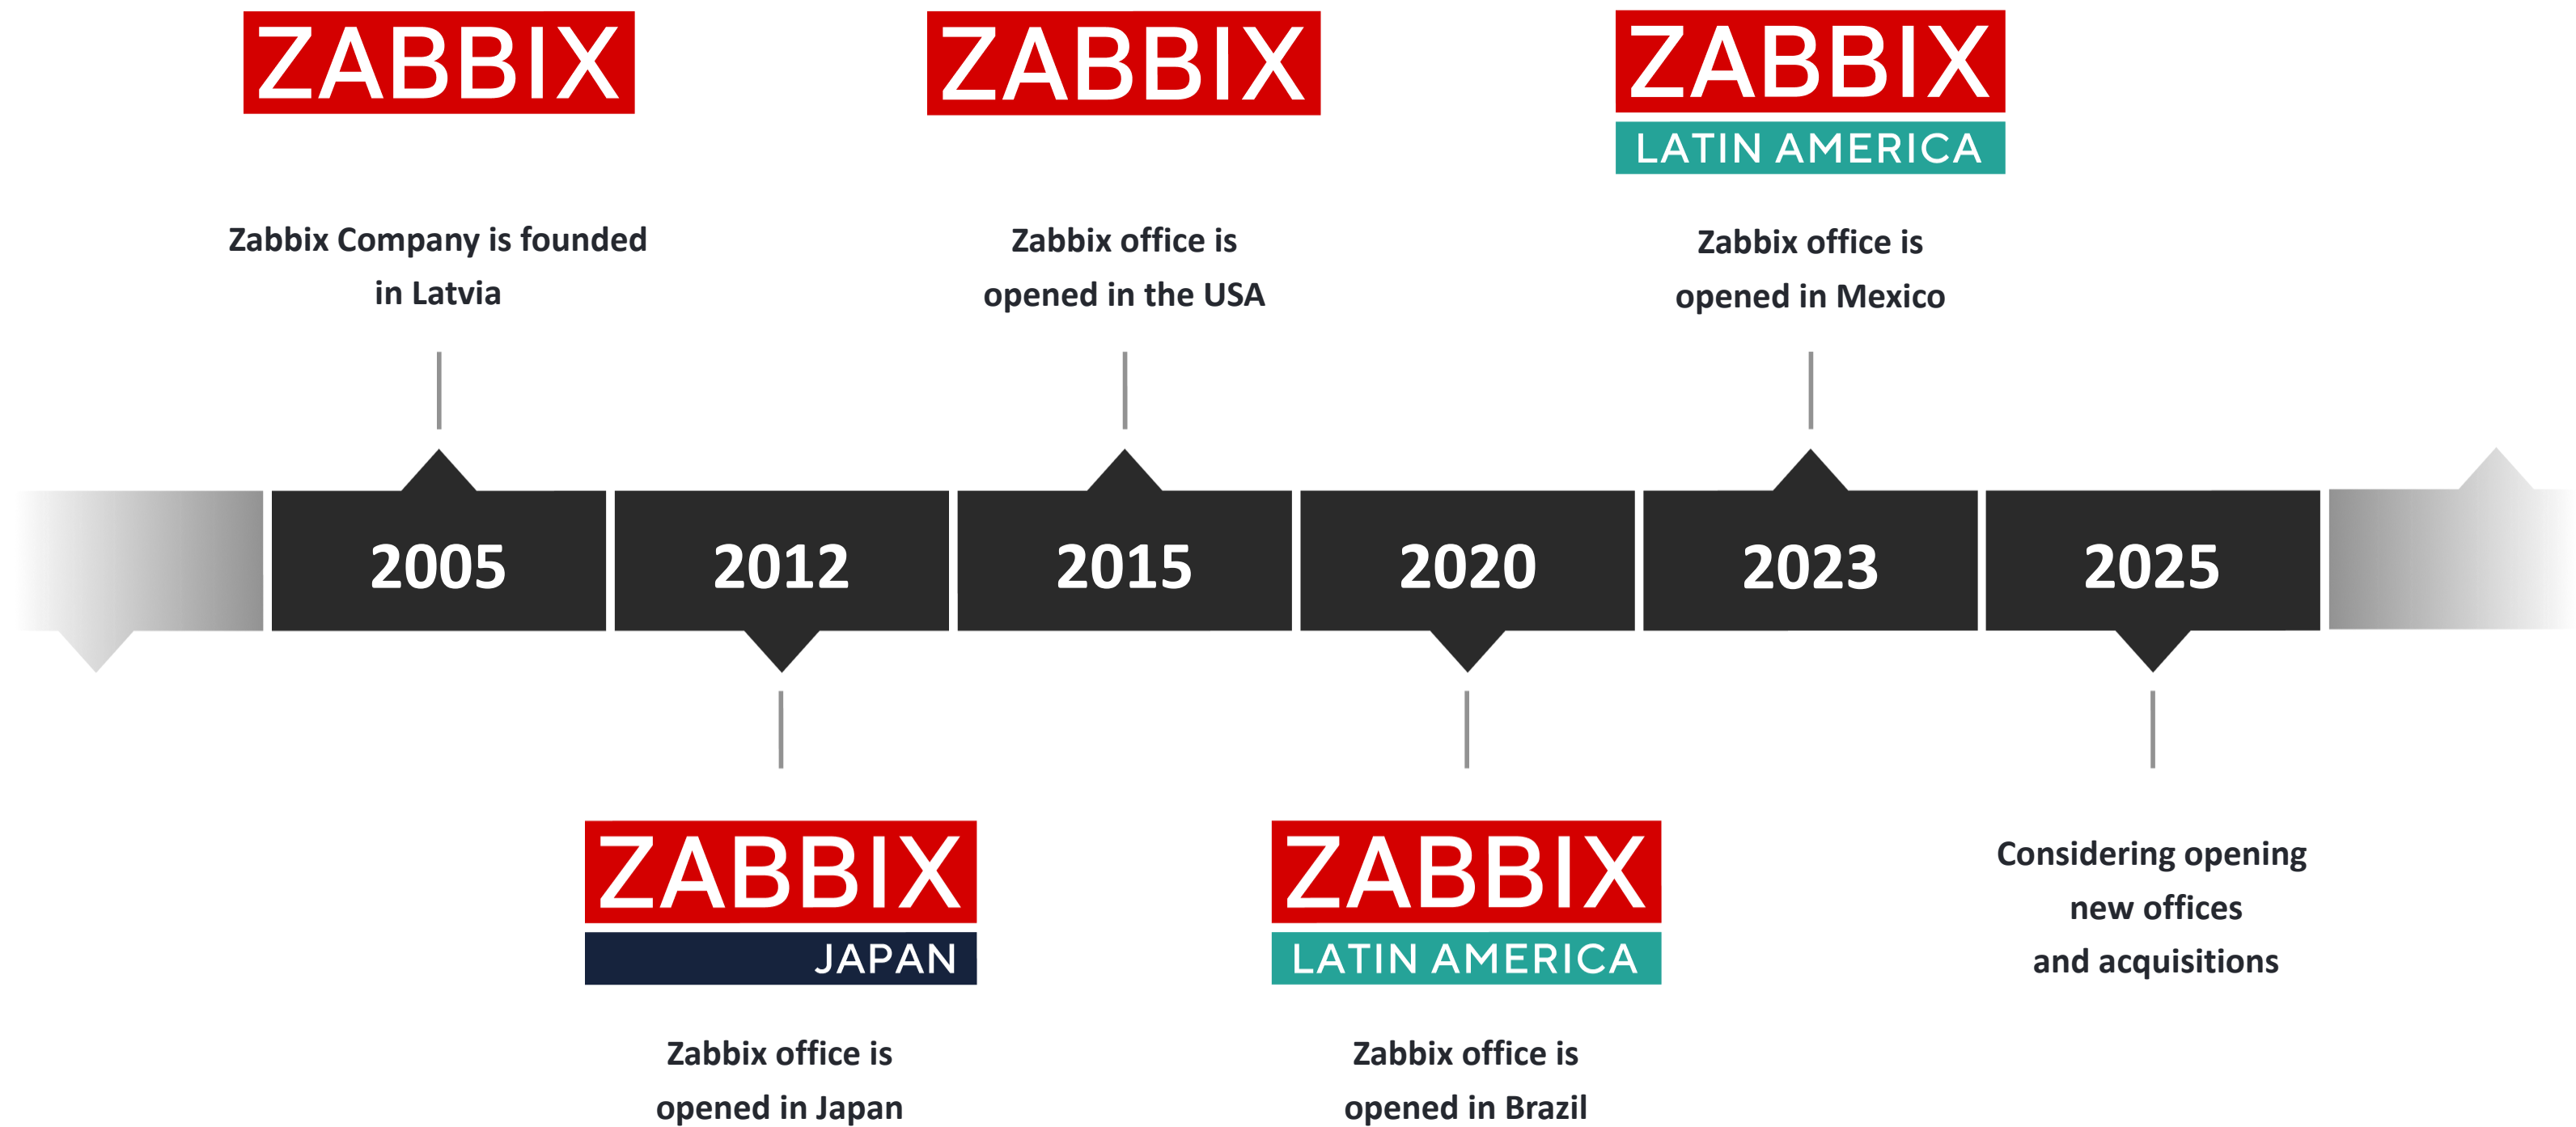 ZABBIX
ZABBIX
ZABBIX
LATIN AMERICA
Zabbix Company is founded
in Latvia
Zabbix office is
opened in the USA
Zabbix office is
opened in Mexico
2005
2012
2015
2020
2023
2025
ZABBIX
JAPAN
Zabbix office is
opened in Japan
ZABBIX
LATIN AMERICA
Zabbix office is
opened in Brazil
Considering opening
new offices
and acquisitions